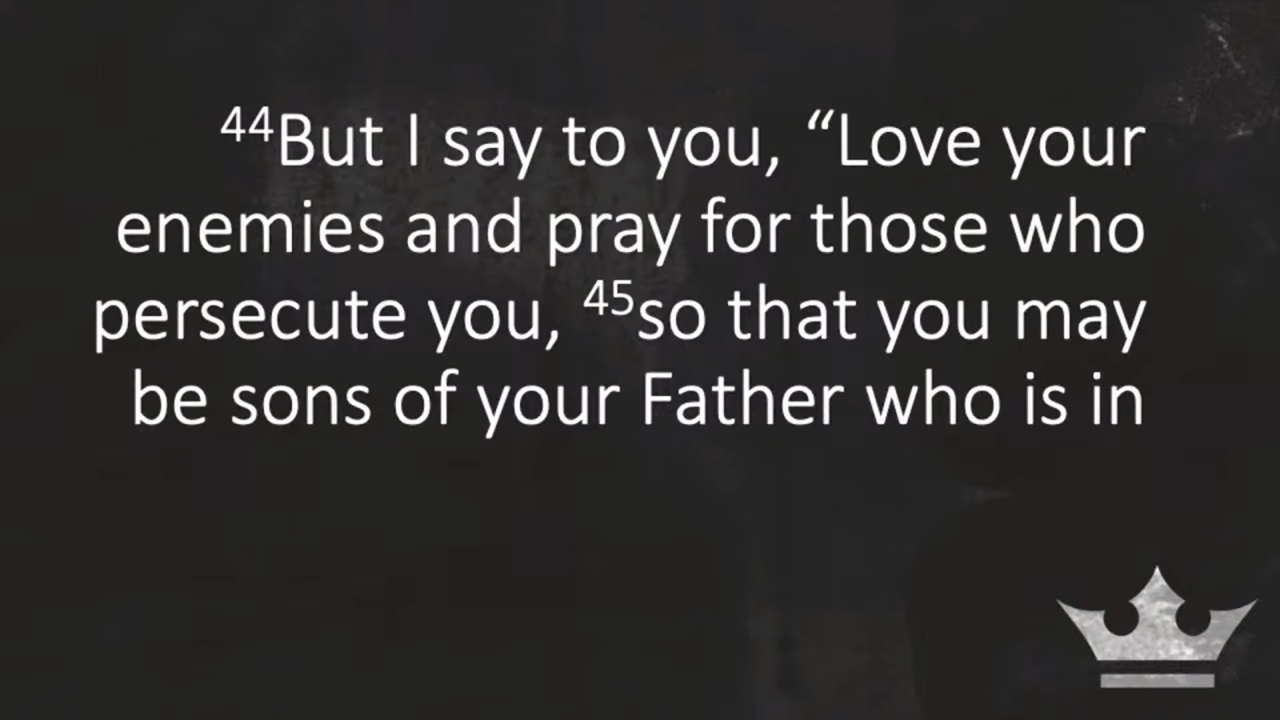 ⁴⁴But I say to you, “Love your
enemies and pray for those who
persecute you, ⁴⁵so that you may
be sons of your Father who is in